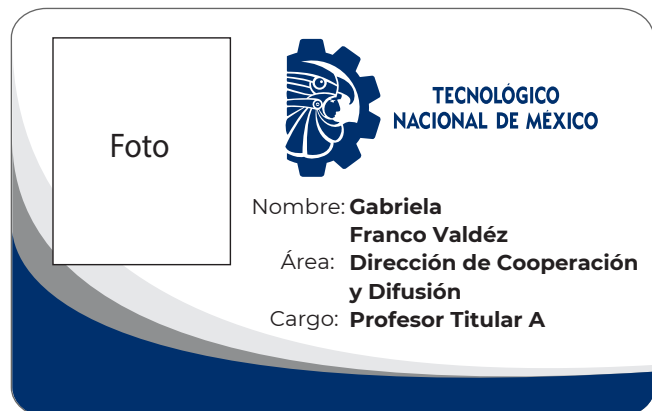 Foto
TECNOLÓGICO
NACIONAL DE MÉXICO
Nombre: Gabriela
Franco Valdéz
Área: Dirección de Cooperación
y Difusión
Cargo: Profesor Titular A